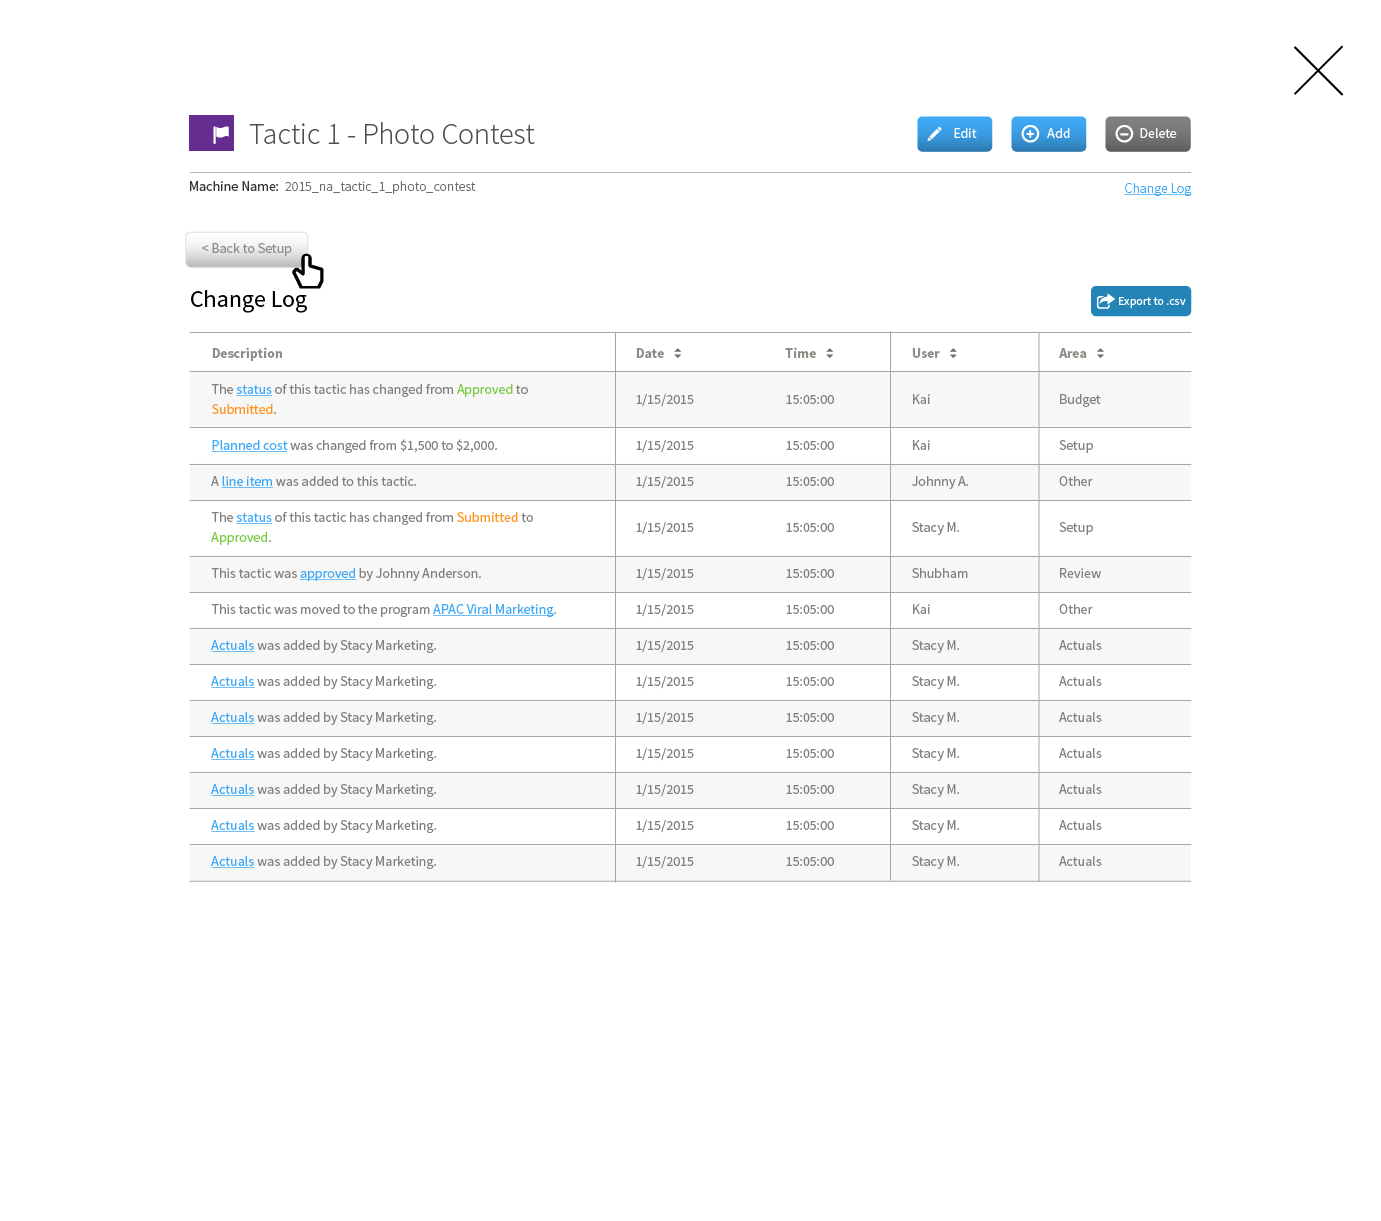 Tactic 1 - Photo Contest
Edit
Add
Delete
Machine Name: 2015_na_tactic_1_photo_contest
Change Log
< Back to Setup
Change Log
Export to .csv
Description Date Time User Area
The status of this tactic has changed from Approved to
Submitted.
1/15/2015 15:05:00 Kai Budget
Planned cost was changed from $1,500 to $2,000. 1/15/2015 15:05:00 Kai Setup
A line item was added to this tactic. 1/15/2015 15:05:00 Johnny A. Other
The status of this tactic has changed from Submitted to
Approved.
1/15/2015 15:05:00 Stacy M. Setup
This tactic was approved by Johnny Anderson. 1/15/2015 15:05:00 Shubham Review
This tactic was moved to the program APAC Viral Marketing. 1/15/2015 15:05:00 Kai Other
Actuals was added by Stacy Marketing. 1/15/2015 15:05:00 Stacy M. Actuals
Actuals was added by Stacy Marketing. 1/15/2015 15:05:00 Stacy M. Actuals
Actuals was added by Stacy Marketing. 1/15/2015 15:05:00 Stacy M. Actuals
Actuals was added by Stacy Marketing. 1/15/2015 15:05:00 Stacy M. Actuals
Actuals was added by Stacy Marketing. 1/15/2015 15:05:00 Stacy M. Actuals
Actuals was added by Stacy Marketing. 1/15/2015 15:05:00 Stacy M. Actuals
Actuals was added by Stacy Marketing. 1/15/2015 15:05:00 Stacy M. Actuals